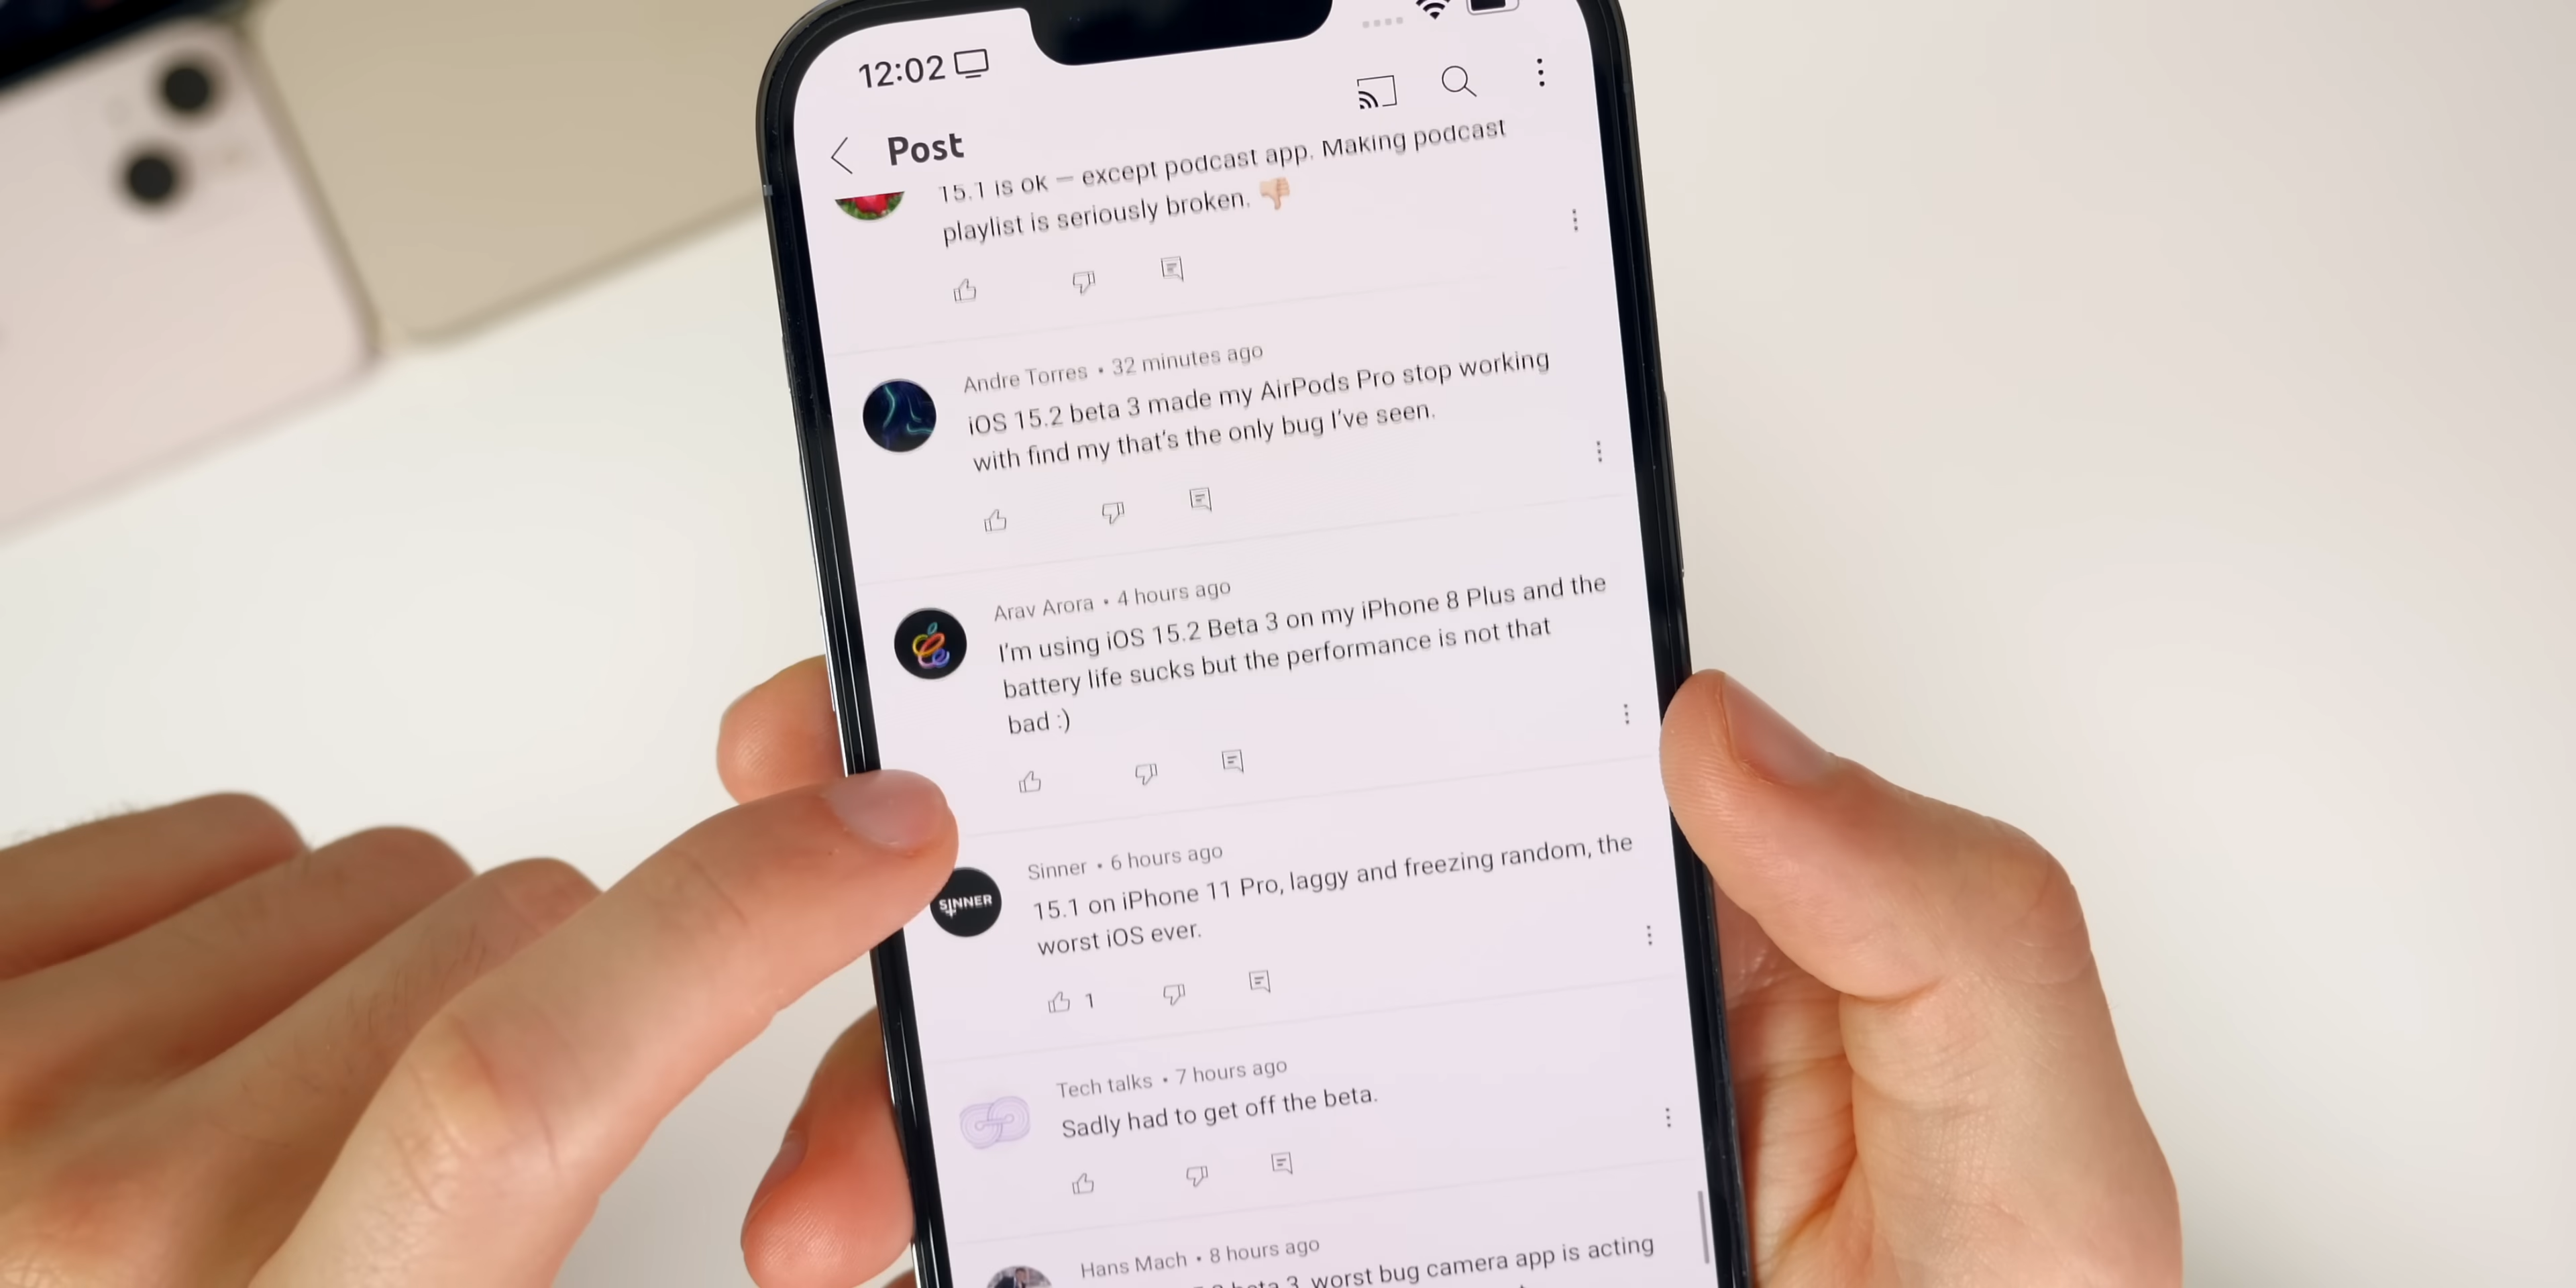 12:02
Post
15.1 is ok – except podcast app. Making podcast
playlist is seriously broken. 👎🏼
Andre Torres • 32 minutes ago
iOS 15.2 beta 3 made my AirPods Pro stop working
with find my that's the only bug I've seen.
Arav Arora • 4 hours ago
I'm using iOS 15.2 Beta 3 on my iPhone 8 Plus and the
battery life sucks but the performance is not that
bad :)
Sinner • 6 hours ago
SINNER
15.1 on iPhone 11 Pro, laggy and freezing random, the
worst iOS ever.
1
Tech talks • 7 hours ago
Sadly had to get off the beta.
Hans Mach • 8 hours ago
beta 3, worst bug camera app is acting